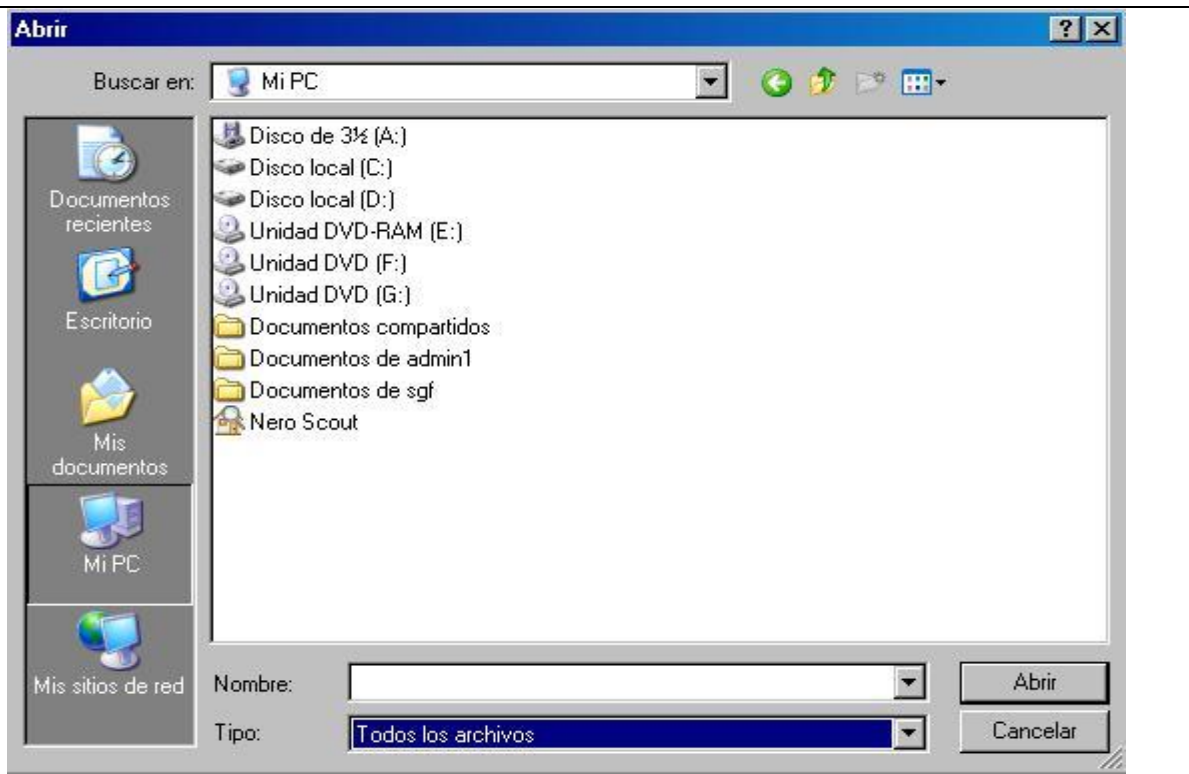 Abrir
Buscar en:
Mi PC
Documentos
recientes
Escritorio
Mis
documentos
Mi PC
Mis sitios de red
Disco de 3½ (A:)
Disco local (C:)
Disco local (D:)
Unidad DVD-RAM (E:)
Unidad DVD (F:)
Unidad DVD (G:)
Documentos compartidos
Documentos de admin1
Documentos de sgf
Nero Scout
Nombre:
Abrir
Tipo:
Todos los archivos
Cancelar